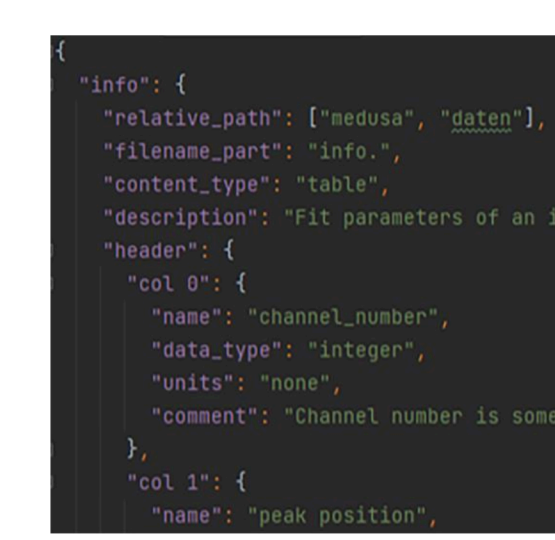 {
"info": {
"relative_path": ["medusa", "daten"],
"filename_part": "info.",
"content_type": "table",
"description": "Fit parameters of an
"header": {
"col 0": {
"name": "channel_number",
"data_type": "integer",
"units": "none",
"comment": "Channel number is some
},
"col 1": {
"name": "peak position",